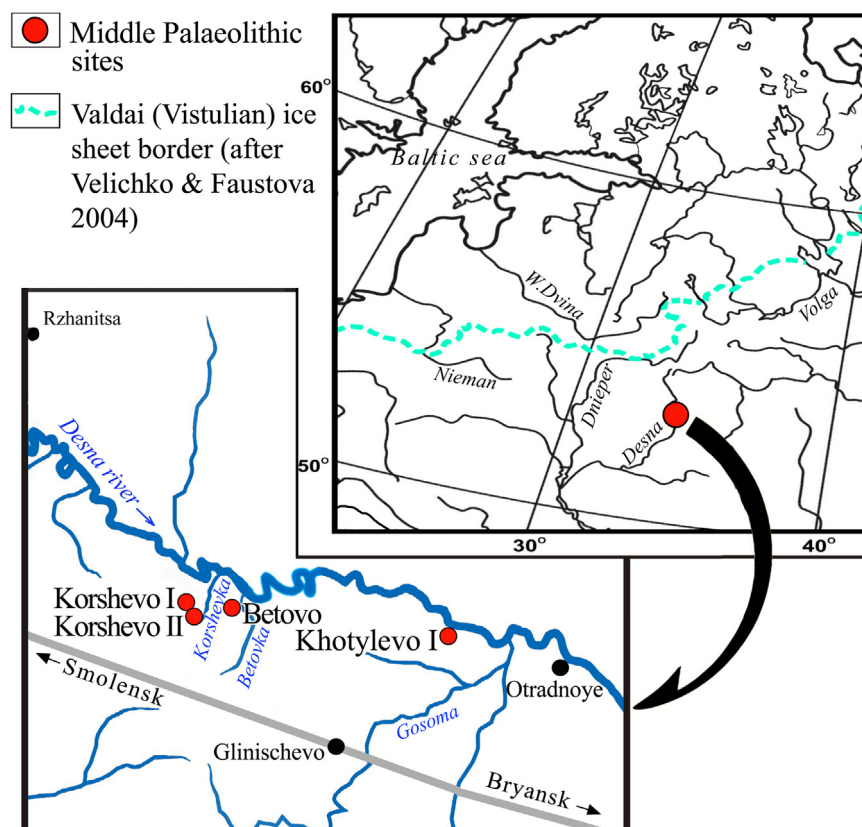 Middle Palaeolithic
sites
Valdai (Vistulian) ice
sheet border (after
Velichko & Faustova
2004)
60°
Baltic sea
W.Dvina
Volga
Nieman
Dnieper
Desna
50°
30°
40°
Rzhanitsa
Desna river →
Korshevo I
Korshevo II
Korshevka
Betovo
Betovka
Khotylevo I
Otradnoye
Smolensk
Gosoma
Glinischevo
Bryansk